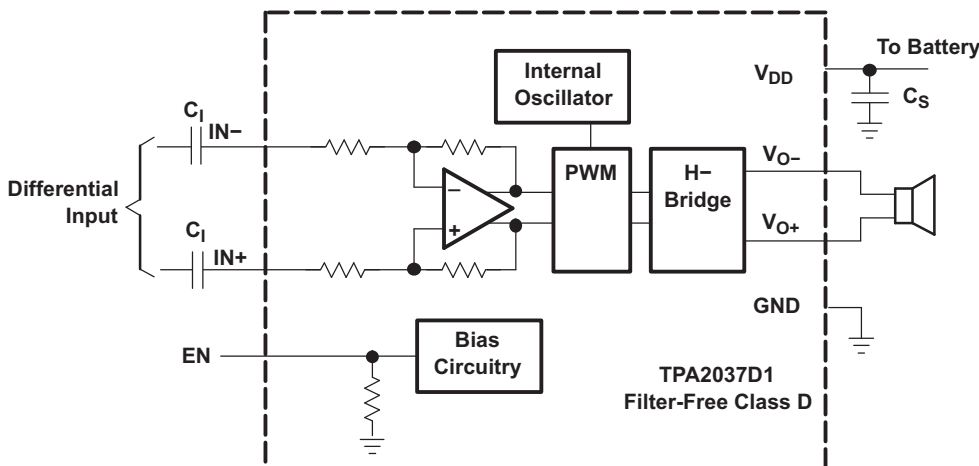 To Battery
Internal
Oscillator
VDD
CS
CI
IN−
VO−
PWM
H−
Bridge
Differential
Input
−
+
CI
IN+
VO+
GND
EN
Bias
Circuitry
TPA2037D1
Filter-Free Class D